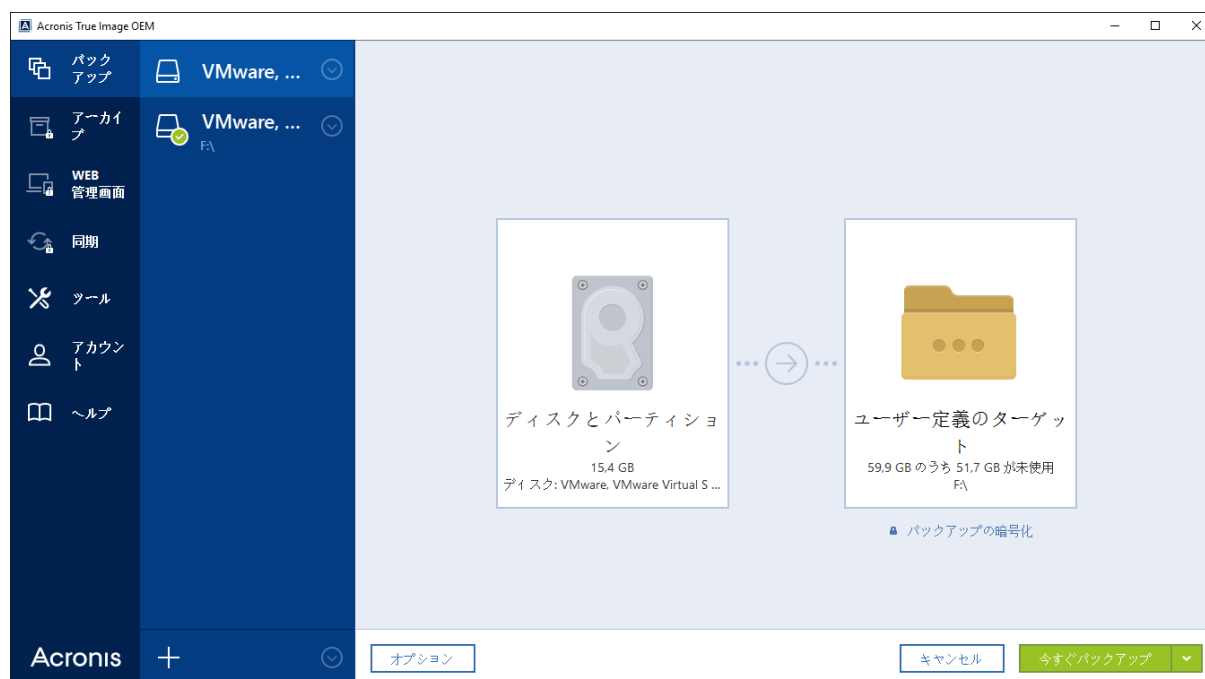 Acronis True Image OEM
バック
アップ
アーカイ
ブ
WEB
管理画面
同期
ツール
アカウン
ト
ヘルプ
Acronis
VMware, ...
VMware, ...
F:\
ディスクとパーティショ
ン
15,4 GB
ディスク: VMware, VMware Virtual S ...
ユーザー定義のターゲッ
ト
59,9 GB のうち 51,7 GB が未使用
F:\
バックアップの暗号化
オプション
キャンセル
今すぐバックアップ